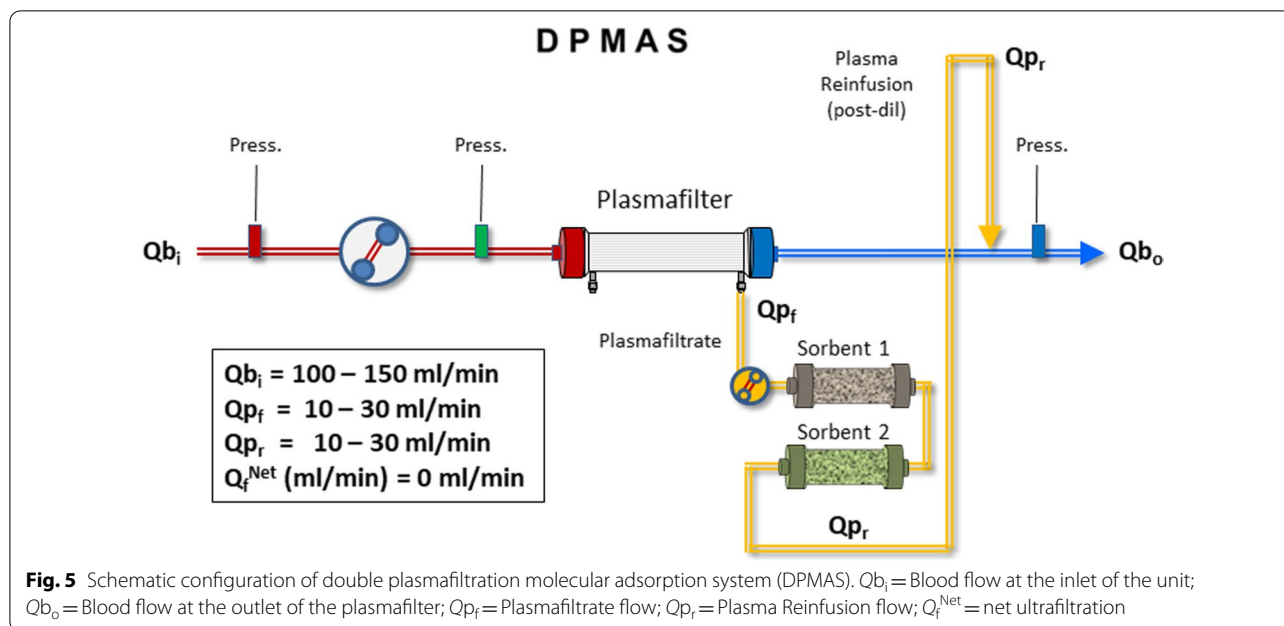 DPMAS
Plasma
Reinfusion
(post-dil)
Qpr
Press.
Press.
Press.
Plasmafilter
Qbi
Qbo
Qpf
Plasmafiltrate
Sorbent 1
Sorbent 2
Qpr
Qbi = 100 – 150 ml/min
Qpf = 10 – 30 ml/min
Qpr = 10 – 30 ml/min
QfNet (ml/min) = 0 ml/min
Fig. 5 Schematic configuration of double plasmafiltration molecular adsorption system (DPMAS). Qbi = Blood flow at the inlet of the unit;
Qbo = Blood flow at the outlet of the plasmafilter; Qpf = Plasmafiltrate flow; Qpr = Plasma Reinfusion flow; QfNet = net ultrafiltration